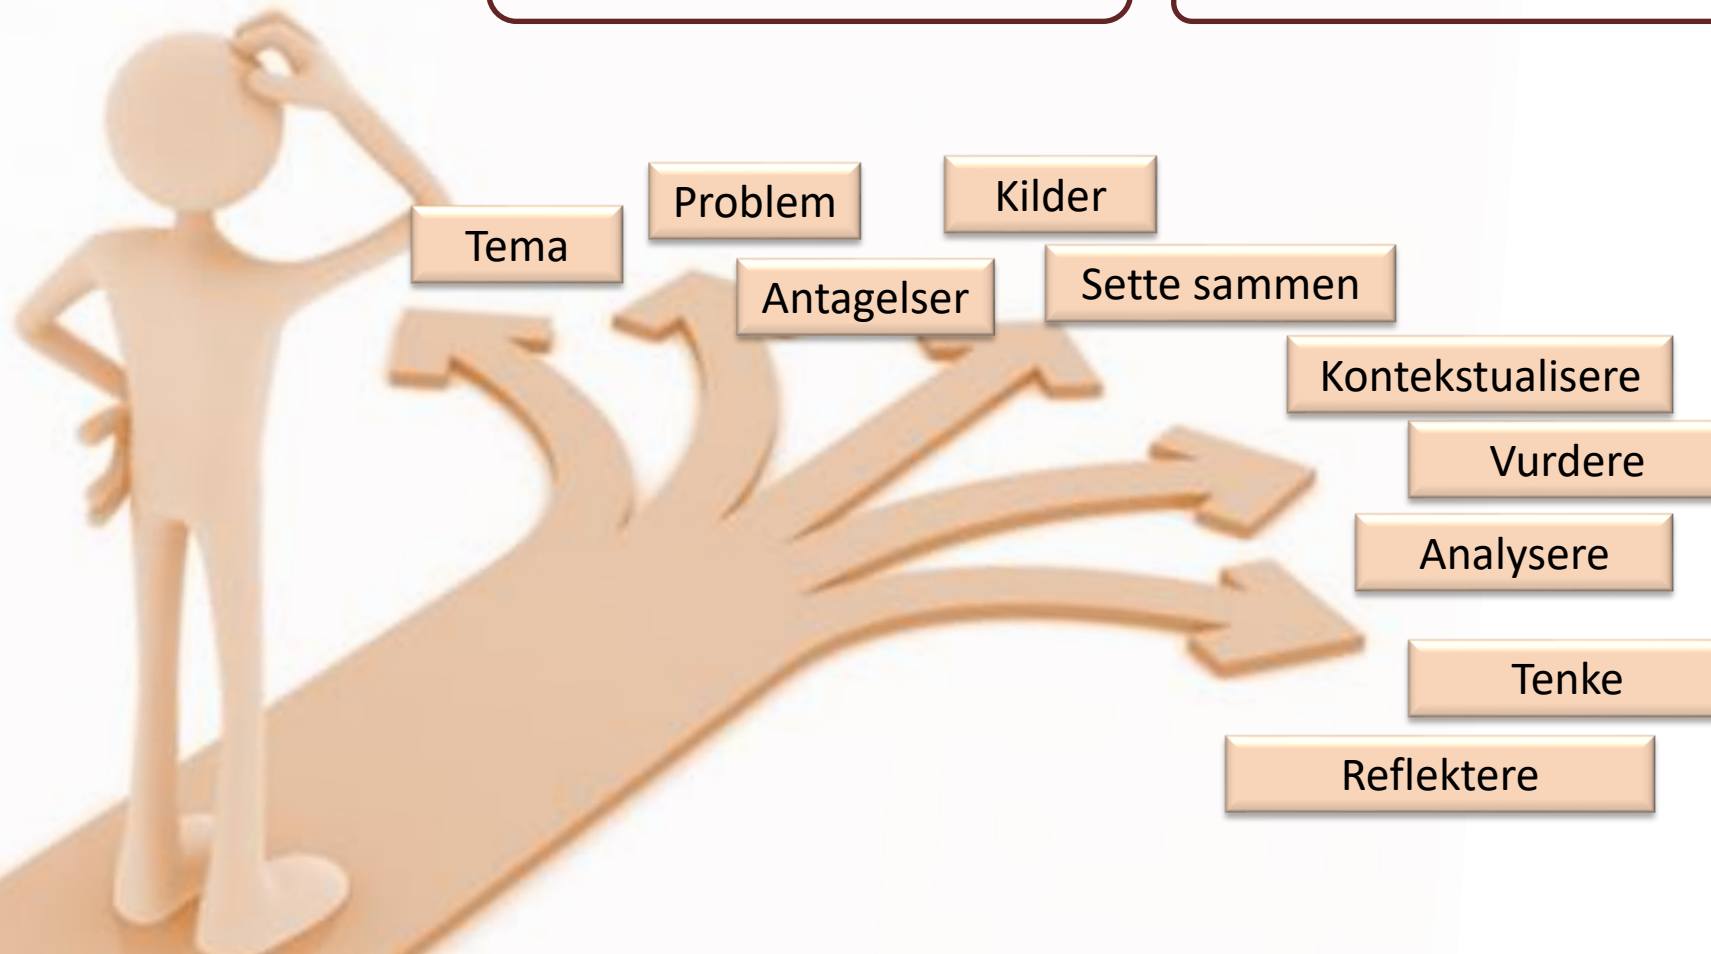 Tema
Problem
Kilder
Antagelser
Sette sammen
Kontekstualisere
Vurdere
Analysere
Tenke
Reflektere